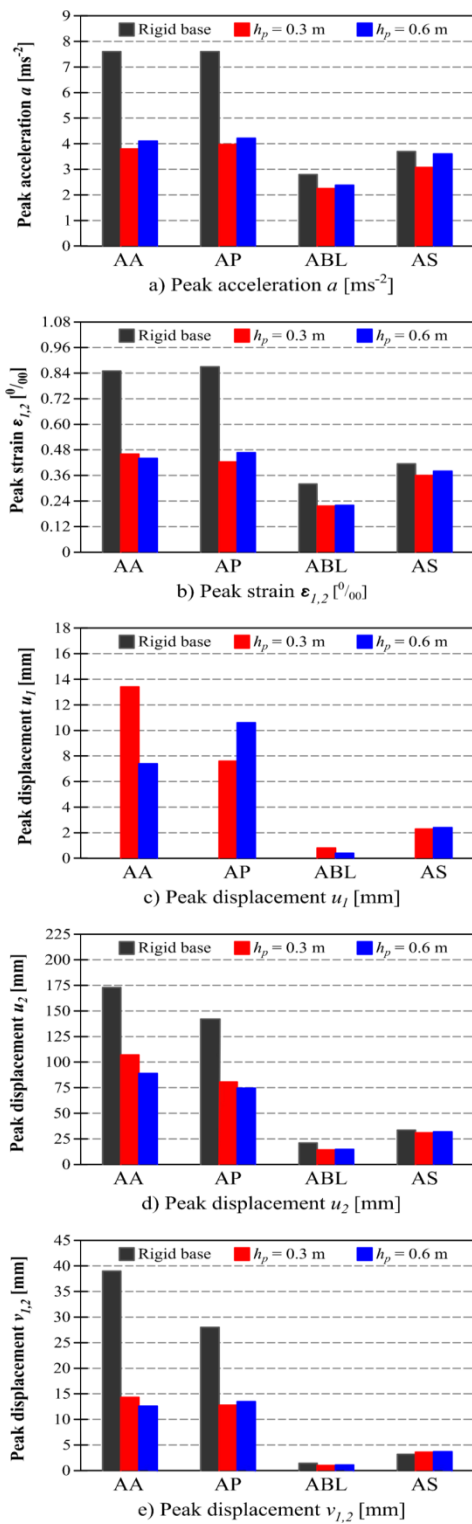 Peak acceleration a [ms-2]
Rigid base hp = 0.3 m hp = 0.6 m
9
8
7
6
5
4
3
2
1
0
AA AP ABL AS
a) Peak acceleration a [ms-2]
Peak strain ε1,2 [0/00]
Rigid base hp = 0.3 m hp = 0.6 m
1.08
0.96
0.84
0.72
0.60
0.48
0.36
0.24
0.12
0
AA AP ABL AS
b) Peak strain ε1,2 [0/00]
Peak displacement u1 [mm]
Rigid base hp = 0.3 m hp = 0.6 m
18
16
14
12
10
8
6
4
2
0
AA AP ABL AS
c) Peak displacement u1 [mm]
Peak displacement u2 [mm]
Rigid base hp = 0.3 m hp = 0.6 m
225
200
175
150
125
100
75
50
25
0
AA AP ABL AS
d) Peak displacement u2 [mm]
Peak displacement v1,2 [mm]
Rigid base hp = 0.3 m hp = 0.6 m
45
40
35
30
25
20
15
10
5
0
AA AP ABL AS
e) Peak displacement v1,2 [mm]